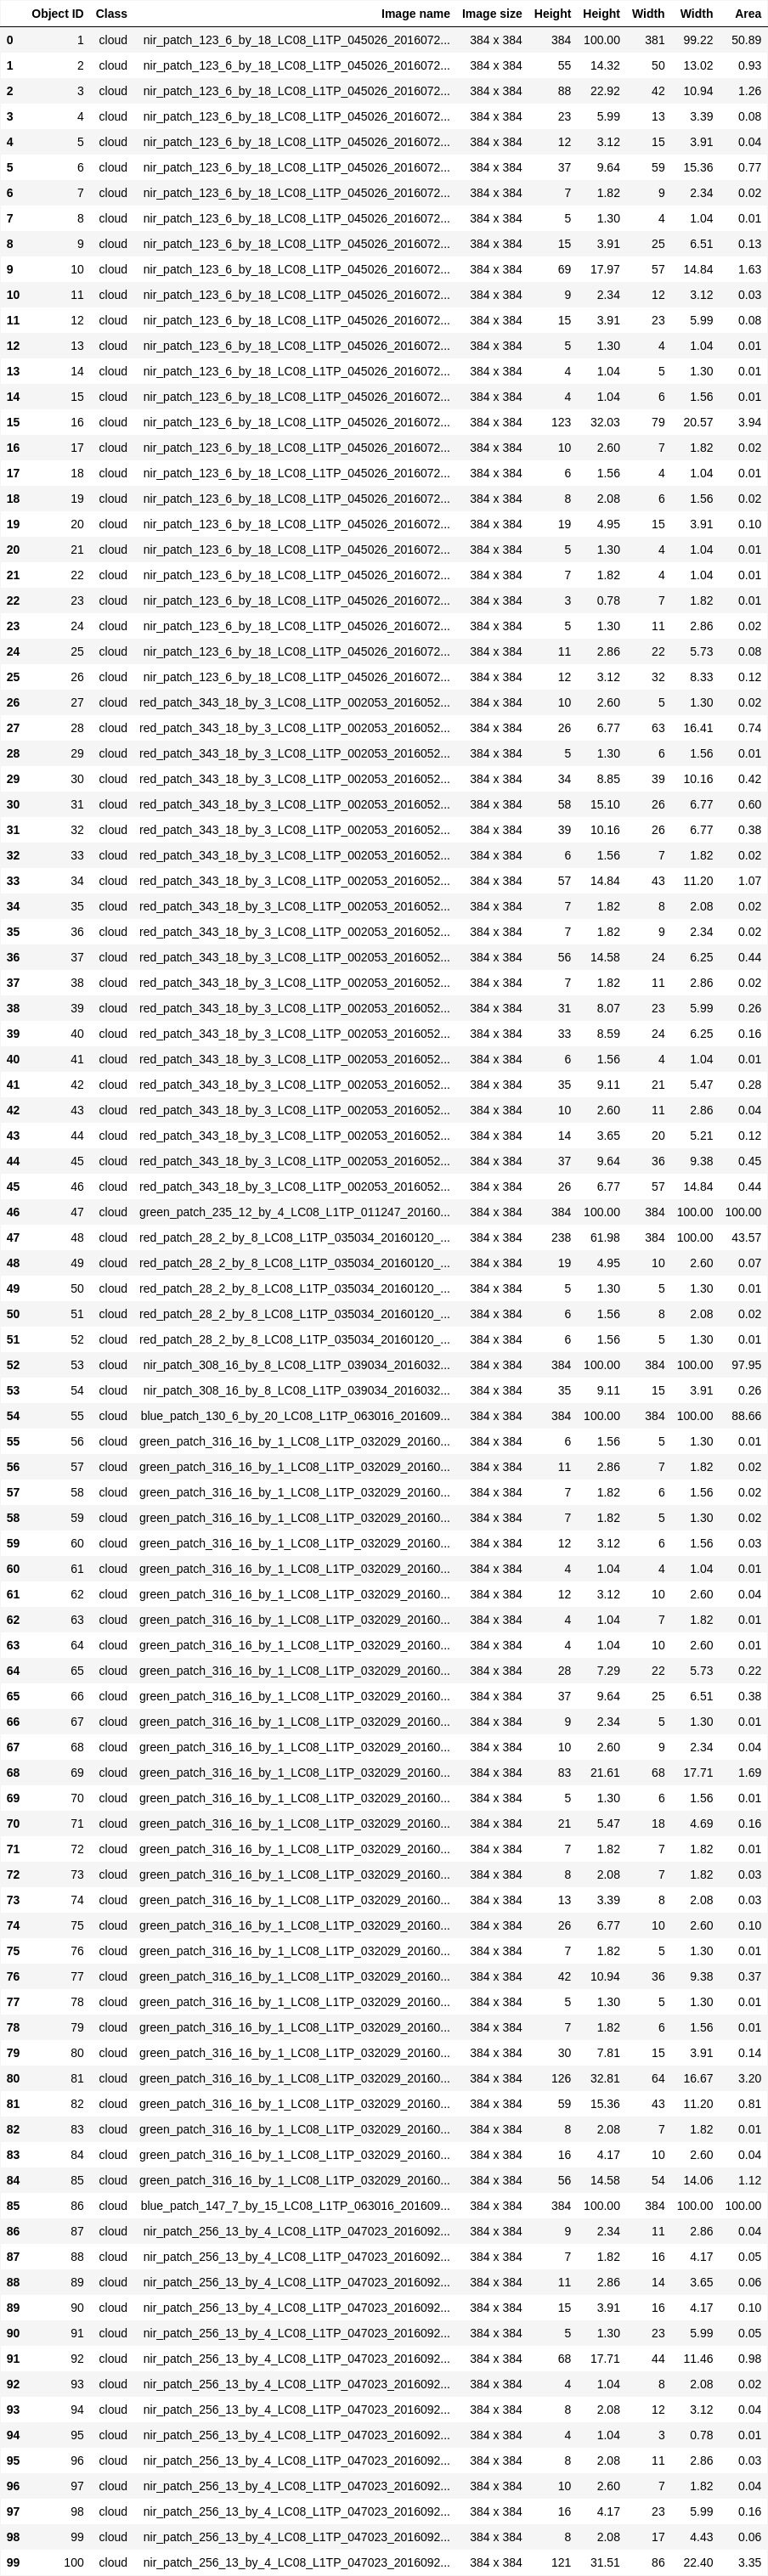 Object ID Class Image name Image size Height Height Width Width Area
0 1 cloud nir_patch_123_6_by_18_LC08_L1TP_045026_2016072... 384 x 384 384 100.00 381 99.22 50.89
1 2 cloud nir_patch_123_6_by_18_LC08_L1TP_045026_2016072... 384 x 384 55 14.32 50 13.02 0.93
2 3 cloud nir_patch_123_6_by_18_LC08_L1TP_045026_2016072... 384 x 384 88 22.92 42 10.94 1.26
3 4 cloud nir_patch_123_6_by_18_LC08_L1TP_045026_2016072... 384 x 384 23 5.99 13 3.39 0.08
4 5 cloud nir_patch_123_6_by_18_LC08_L1TP_045026_2016072... 384 x 384 12 3.12 15 3.91 0.04
5 6 cloud nir_patch_123_6_by_18_LC08_L1TP_045026_2016072... 384 x 384 37 9.64 59 15.36 0.77
6 7 cloud nir_patch_123_6_by_18_LC08_L1TP_045026_2016072... 384 x 384 7 1.82 9 2.34 0.02
7 8 cloud nir_patch_123_6_by_18_LC08_L1TP_045026_2016072... 384 x 384 5 1.30 4 1.04 0.01
8 9 cloud nir_patch_123_6_by_18_LC08_L1TP_045026_2016072... 384 x 384 15 3.91 25 6.51 0.13
9 10 cloud nir_patch_123_6_by_18_LC08_L1TP_045026_2016072... 384 x 384 69 17.97 57 14.84 1.63
10 11 cloud nir_patch_123_6_by_18_LC08_L1TP_045026_2016072... 384 x 384 9 2.34 12 3.12 0.03
11 12 cloud nir_patch_123_6_by_18_LC08_L1TP_045026_2016072... 384 x 384 15 3.91 23 5.99 0.08
12 13 cloud nir_patch_123_6_by_18_LC08_L1TP_045026_2016072... 384 x 384 5 1.30 4 1.04 0.01
13 14 cloud nir_patch_123_6_by_18_LC08_L1TP_045026_2016072... 384 x 384 4 1.04 5 1.30 0.01
14 15 cloud nir_patch_123_6_by_18_LC08_L1TP_045026_2016072... 384 x 384 4 1.04 6 1.56 0.01
15 16 cloud nir_patch_123_6_by_18_LC08_L1TP_045026_2016072... 384 x 384 123 32.03 79 20.57 3.94
16 17 cloud nir_patch_123_6_by_18_LC08_L1TP_045026_2016072... 384 x 384 10 2.60 7 1.82 0.02
17 18 cloud nir_patch_123_6_by_18_LC08_L1TP_045026_2016072... 384 x 384 6 1.56 4 1.04 0.01
18 19 cloud nir_patch_123_6_by_18_LC08_L1TP_045026_2016072... 384 x 384 8 2.08 6 1.56 0.02
19 20 cloud nir_patch_123_6_by_18_LC08_L1TP_045026_2016072... 384 x 384 19 4.95 15 3.91 0.10
20 21 cloud nir_patch_123_6_by_18_LC08_L1TP_045026_2016072... 384 x 384 5 1.30 4 1.04 0.01
21 22 cloud nir_patch_123_6_by_18_LC08_L1TP_045026_2016072... 384 x 384 7 1.82 4 1.04 0.01
22 23 cloud nir_patch_123_6_by_18_LC08_L1TP_045026_2016072... 384 x 384 3 0.78 7 1.82 0.01
23 24 cloud nir_patch_123_6_by_18_LC08_L1TP_045026_2016072... 384 x 384 5 1.30 11 2.86 0.02
24 25 cloud nir_patch_123_6_by_18_LC08_L1TP_045026_2016072... 384 x 384 11 2.86 22 5.73 0.08
25 26 cloud nir_patch_123_6_by_18_LC08_L1TP_045026_2016072... 384 x 384 12 3.12 32 8.33 0.12
26 27 cloud red_patch_343_18_by_3_LC08_L1TP_002053_2016052... 384 x 384 10 2.60 5 1.30 0.02
27 28 cloud red_patch_343_18_by_3_LC08_L1TP_002053_2016052... 384 x 384 26 6.77 63 16.41 0.74
28 29 cloud red_patch_343_18_by_3_LC08_L1TP_002053_2016052... 384 x 384 5 1.30 6 1.56 0.01
29 30 cloud red_patch_343_18_by_3_LC08_L1TP_002053_2016052... 384 x 384 34 8.85 39 10.16 0.42
30 31 cloud red_patch_343_18_by_3_LC08_L1TP_002053_2016052... 384 x 384 58 15.10 26 6.77 0.60
31 32 cloud red_patch_343_18_by_3_LC08_L1TP_002053_2016052... 384 x 384 39 10.16 26 6.77 0.38
32 33 cloud red_patch_343_18_by_3_LC08_L1TP_002053_2016052... 384 x 384 6 1.56 7 1.82 0.02
33 34 cloud red_patch_343_18_by_3_LC08_L1TP_002053_2016052... 384 x 384 57 14.84 43 11.20 1.07
34 35 cloud red_patch_343_18_by_3_LC08_L1TP_002053_2016052... 384 x 384 7 1.82 8 2.08 0.02
35 36 cloud red_patch_343_18_by_3_LC08_L1TP_002053_2016052... 384 x 384 7 1.82 9 2.34 0.02
36 37 cloud red_patch_343_18_by_3_LC08_L1TP_002053_2016052... 384 x 384 56 14.58 24 6.25 0.44
37 38 cloud red_patch_343_18_by_3_LC08_L1TP_002053_2016052... 384 x 384 7 1.82 11 2.86 0.02
38 39 cloud red_patch_343_18_by_3_LC08_L1TP_002053_2016052... 384 x 384 31 8.07 23 5.99 0.26
39 40 cloud red_patch_343_18_by_3_LC08_L1TP_002053_2016052... 384 x 384 33 8.59 24 6.25 0.16
40 41 cloud red_patch_343_18_by_3_LC08_L1TP_002053_2016052... 384 x 384 6 1.56 4 1.04 0.01
41 42 cloud red_patch_343_18_by_3_LC08_L1TP_002053_2016052... 384 x 384 35 9.11 21 5.47 0.28
42 43 cloud red_patch_343_18_by_3_LC08_L1TP_002053_2016052... 384 x 384 10 2.60 11 2.86 0.04
43 44 cloud red_patch_343_18_by_3_LC08_L1TP_002053_2016052... 384 x 384 14 3.65 20 5.21 0.12
44 45 cloud red_patch_343_18_by_3_LC08_L1TP_002053_2016052... 384 x 384 37 9.64 36 9.38 0.45
45 46 cloud red_patch_343_18_by_3_LC08_L1TP_002053_2016052... 384 x 384 26 6.77 57 14.84 0.44
46 47 cloud green_patch_235_12_by_4_LC08_L1TP_011247_20160... 384 x 384 384 100.00 384 100.00 100.00
47 48 cloud red_patch_28_2_by_8_LC08_L1TP_035034_20160120_... 384 x 384 238 61.98 384 100.00 43.57
48 49 cloud red_patch_28_2_by_8_LC08_L1TP_035034_20160120_... 384 x 384 19 4.95 10 2.60 0.07
49 50 cloud red_patch_28_2_by_8_LC08_L1TP_035034_20160120_... 384 x 384 5 1.30 5 1.30 0.01
50 51 cloud red_patch_28_2_by_8_LC08_L1TP_035034_20160120_... 384 x 384 6 1.56 8 2.08 0.02
51 52 cloud red_patch_28_2_by_8_LC08_L1TP_035034_20160120_... 384 x 384 6 1.56 5 1.30 0.01
52 53 cloud nir_patch_308_16_by_8_LC08_L1TP_039034_2016032... 384 x 384 384 100.00 384 100.00 97.95
53 54 cloud nir_patch_308_16_by_8_LC08_L1TP_039034_2016032... 384 x 384 35 9.11 15 3.91 0.26
54 55 cloud blue_patch_130_6_by_20_LC08_L1TP_063016_201609... 384 x 384 384 100.00 384 100.00 88.66
55 56 cloud green_patch_316_16_by_1_LC08_L1TP_032029_20160... 384 x 384 6 1.56 5 1.30 0.01
56 57 cloud green_patch_316_16_by_1_LC08_L1TP_032029_20160... 384 x 384 11 2.86 7 1.82 0.02
57 58 cloud green_patch_316_16_by_1_LC08_L1TP_032029_20160... 384 x 384 7 1.82 6 1.56 0.02
58 59 cloud green_patch_316_16_by_1_LC08_L1TP_032029_20160... 384 x 384 7 1.82 5 1.30 0.02
59 60 cloud green_patch_316_16_by_1_LC08_L1TP_032029_20160... 384 x 384 12 3.12 6 1.56 0.03
60 61 cloud green_patch_316_16_by_1_LC08_L1TP_032029_20160... 384 x 384 4 1.04 4 1.04 0.01
61 62 cloud green_patch_316_16_by_1_LC08_L1TP_032029_20160... 384 x 384 12 3.12 10 2.60 0.04
62 63 cloud green_patch_316_16_by_1_LC08_L1TP_032029_20160... 384 x 384 4 1.04 7 1.82 0.01
63 64 cloud green_patch_316_16_by_1_LC08_L1TP_032029_20160... 384 x 384 4 1.04 10 2.60 0.01
64 65 cloud green_patch_316_16_by_1_LC08_L1TP_032029_20160... 384 x 384 28 7.29 22 5.73 0.22
65 66 cloud green_patch_316_16_by_1_LC08_L1TP_032029_20160... 384 x 384 37 9.64 25 6.51 0.38
66 67 cloud green_patch_316_16_by_1_LC08_L1TP_032029_20160... 384 x 384 9 2.34 5 1.30 0.01
67 68 cloud green_patch_316_16_by_1_LC08_L1TP_032029_20160... 384 x 384 10 2.60 9 2.34 0.04
68 69 cloud green_patch_316_16_by_1_LC08_L1TP_032029_20160... 384 x 384 83 21.61 68 17.71 1.69
69 70 cloud green_patch_316_16_by_1_LC08_L1TP_032029_20160... 384 x 384 5 1.30 6 1.56 0.01
70 71 cloud green_patch_316_16_by_1_LC08_L1TP_032029_20160... 384 x 384 21 5.47 18 4.69 0.16
71 72 cloud green_patch_316_16_by_1_LC08_L1TP_032029_20160... 384 x 384 7 1.82 7 1.82 0.01
72 73 cloud green_patch_316_16_by_1_LC08_L1TP_032029_20160... 384 x 384 8 2.08 7 1.82 0.03
73 74 cloud green_patch_316_16_by_1_LC08_L1TP_032029_20160... 384 x 384 13 3.39 8 2.08 0.03
74 75 cloud green_patch_316_16_by_1_LC08_L1TP_032029_20160... 384 x 384 26 6.77 10 2.60 0.10
75 76 cloud green_patch_316_16_by_1_LC08_L1TP_032029_20160... 384 x 384 7 1.82 5 1.30 0.01
76 77 cloud green_patch_316_16_by_1_LC08_L1TP_032029_20160... 384 x 384 42 10.94 36 9.38 0.37
77 78 cloud green_patch_316_16_by_1_LC08_L1TP_032029_20160... 384 x 384 5 1.30 5 1.30 0.01
78 79 cloud green_patch_316_16_by_1_LC08_L1TP_032029_20160... 384 x 384 7 1.82 6 1.56 0.01
79 80 cloud green_patch_316_16_by_1_LC08_L1TP_032029_20160... 384 x 384 30 7.81 15 3.91 0.14
80 81 cloud green_patch_316_16_by_1_LC08_L1TP_032029_20160... 384 x 384 126 32.81 64 16.67 3.20
81 82 cloud green_patch_316_16_by_1_LC08_L1TP_032029_20160... 384 x 384 59 15.36 43 11.20 0.81
82 83 cloud green_patch_316_16_by_1_LC08_L1TP_032029_20160... 384 x 384 8 2.08 7 1.82 0.01
83 84 cloud green_patch_316_16_by_1_LC08_L1TP_032029_20160... 384 x 384 16 4.17 10 2.60 0.04
84 85 cloud green_patch_316_16_by_1_LC08_L1TP_032029_20160... 384 x 384 56 14.58 54 14.06 1.12
85 86 cloud blue_patch_147_7_by_15_LC08_L1TP_063016_201609... 384 x 384 384 100.00 384 100.00 100.00
86 87 cloud nir_patch_256_13_by_4_LC08_L1TP_047023_2016092... 384 x 384 9 2.34 11 2.86 0.04
87 88 cloud nir_patch_256_13_by_4_LC08_L1TP_047023_2016092... 384 x 384 7 1.82 16 4.17 0.05
88 89 cloud nir_patch_256_13_by_4_LC08_L1TP_047023_2016092... 384 x 384 11 2.86 14 3.65 0.06
89 90 cloud nir_patch_256_13_by_4_LC08_L1TP_047023_2016092... 384 x 384 15 3.91 16 4.17 0.10
90 91 cloud nir_patch_256_13_by_4_LC08_L1TP_047023_2016092... 384 x 384 5 1.30 23 5.99 0.05
91 92 cloud nir_patch_256_13_by_4_LC08_L1TP_047023_2016092... 384 x 384 68 17.71 44 11.46 0.98
92 93 cloud nir_patch_256_13_by_4_LC08_L1TP_047023_2016092... 384 x 384 4 1.04 8 2.08 0.02
93 94 cloud nir_patch_256_13_by_4_LC08_L1TP_047023_2016092... 384 x 384 8 2.08 12 3.12 0.04
94 95 cloud nir_patch_256_13_by_4_LC08_L1TP_047023_2016092... 384 x 384 4 1.04 3 0.78 0.01
95 96 cloud nir_patch_256_13_by_4_LC08_L1TP_047023_2016092... 384 x 384 8 2.08 11 2.86 0.03
96 97 cloud nir_patch_256_13_by_4_LC08_L1TP_047023_2016092... 384 x 384 10 2.60 7 1.82 0.04
97 98 cloud nir_patch_256_13_by_4_LC08_L1TP_047023_2016092... 384 x 384 16 4.17 23 5.99 0.16
98 99 cloud nir_patch_256_13_by_4_LC08_L1TP_047023_2016092... 384 x 384 8 2.08 17 4.43 0.06
99 100 cloud nir_patch_256_13_by_4_LC08_L1TP_047023_2016092... 384 x 384 121 31.51 86 22.40 3.35